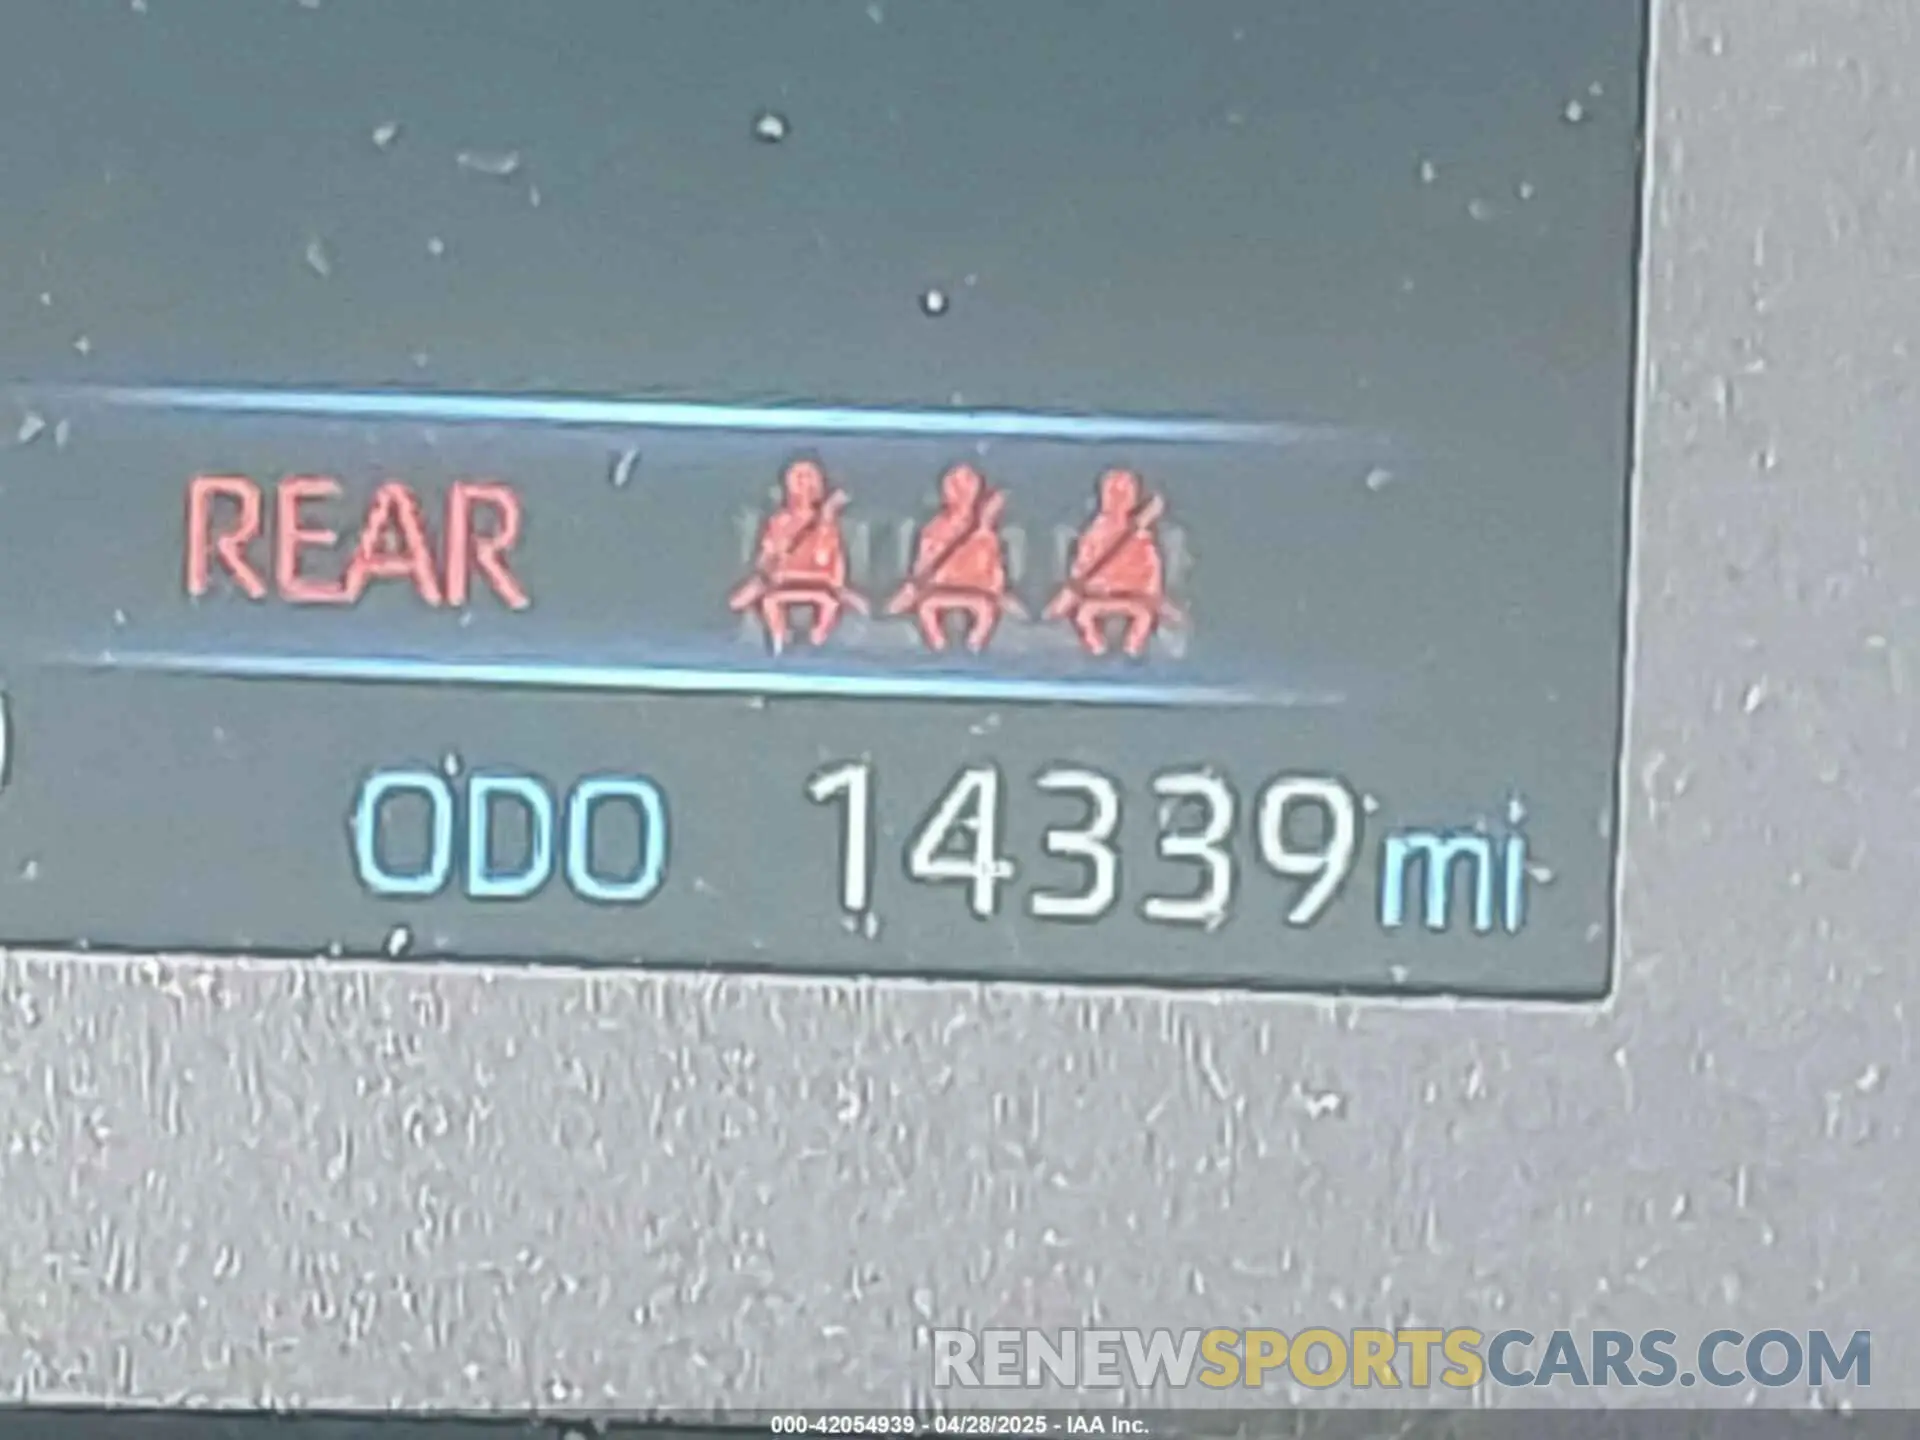 REAR
ODO 14339mi
RENEWSPORTSCARS.COM
000-42054939 - 04/28/2025 - IAA Inc.